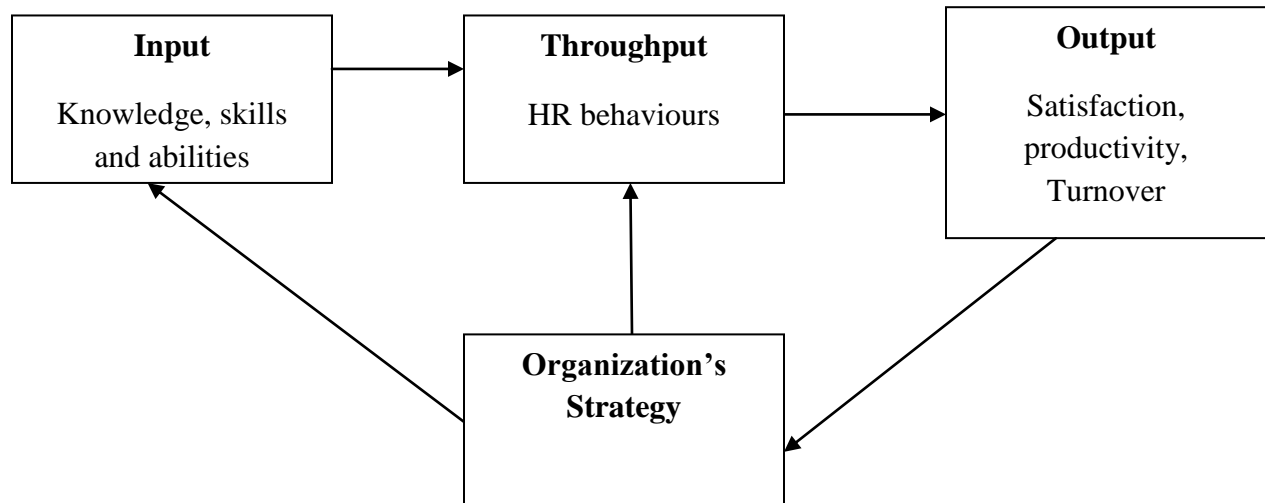 Input
Knowledge, skills
and abilities
Throughput
HR behaviours
Output
Satisfaction,
productivity,
Turnover
Organization’s
Strategy